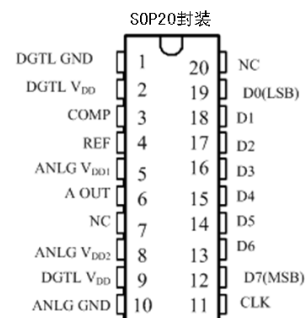 SOP20封装
DGTL GND 1 20 NC
DGTL VDD 2 19 D0(LSB)
COMP 3 18 D1
REF 4 17 D2
ANLG VDD1 5 16 D3
A OUT 6 15 D4
NC 7 14 D5
ANLG VDD2 8 13 D6
DGTL VDD 9 12 D7(MSB)
ANLG GND 10 11 CLK